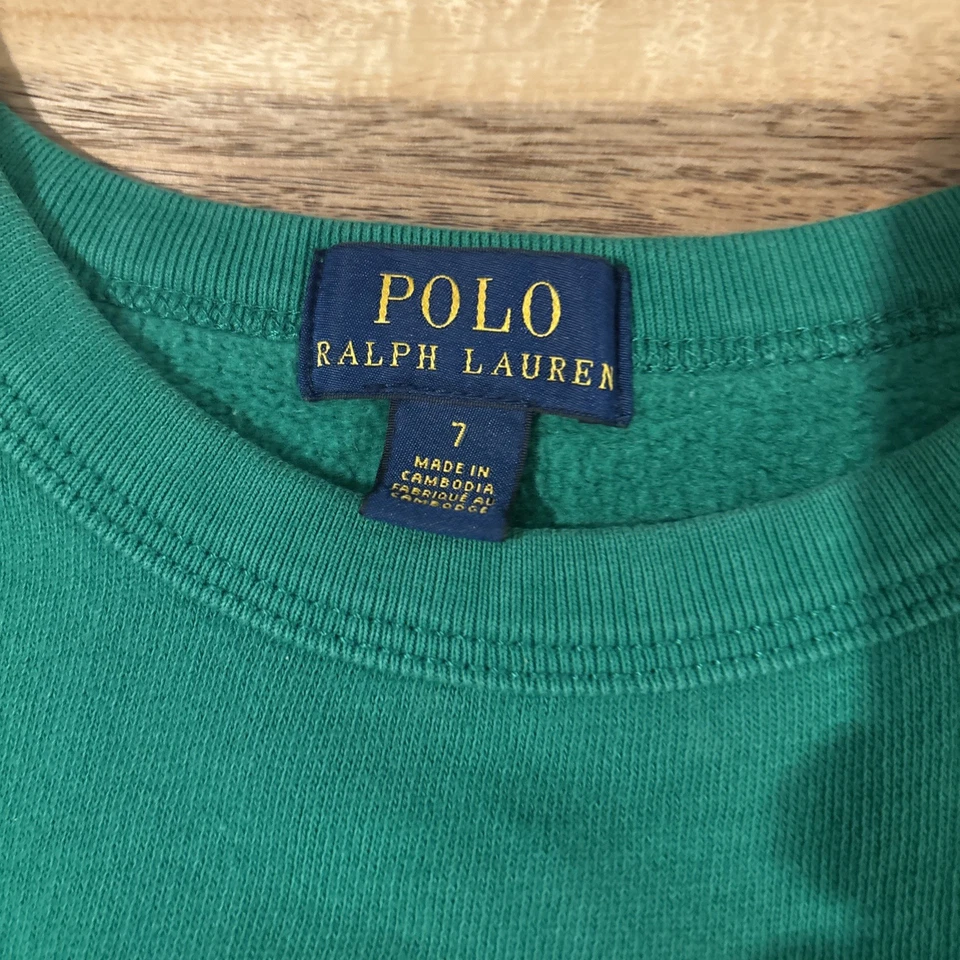 POLO
RALPH LAUREN
7
MADE IN
CAMBODIA
FABRIQUÉ AU
CAMBODGE